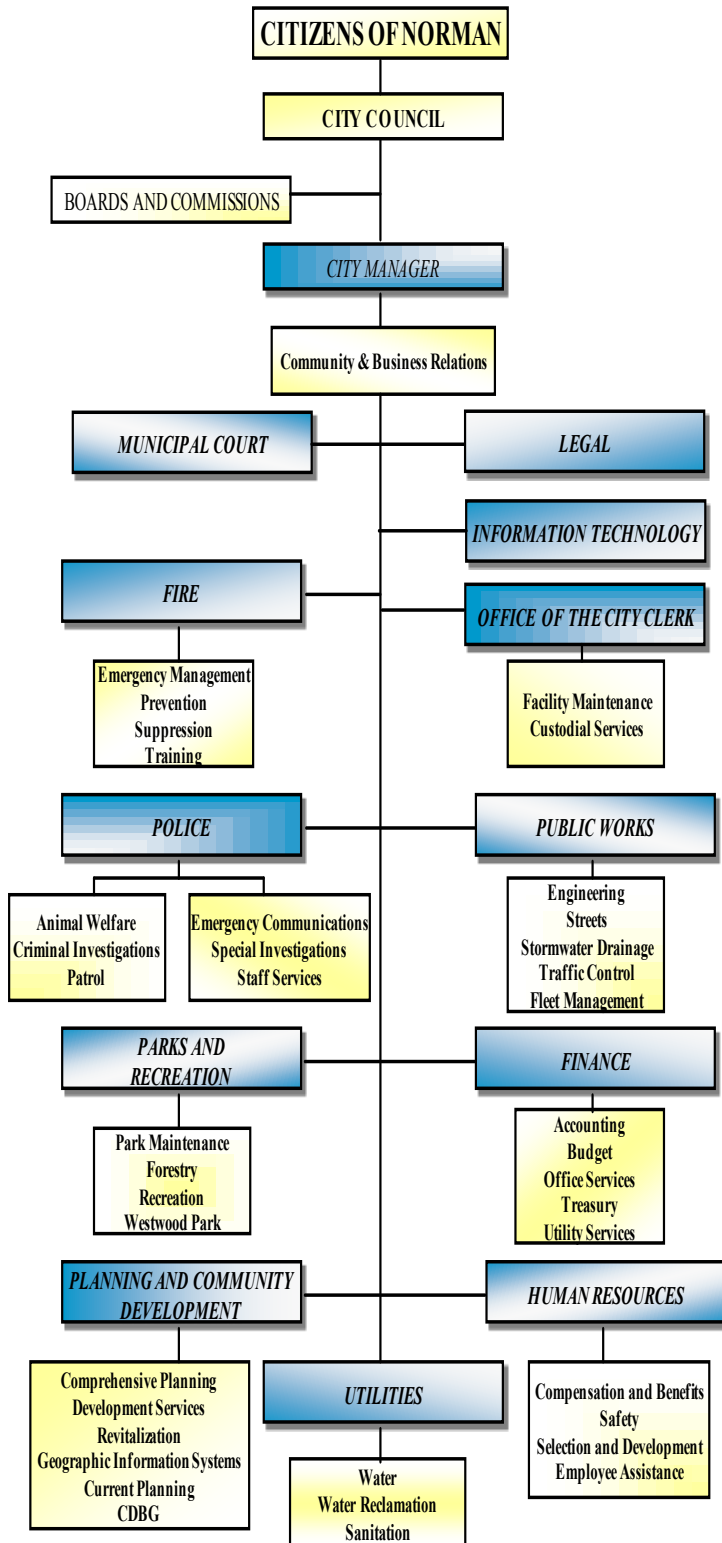 CITIZENS OF NORMAN
CITY COUNCIL
BOARDS AND COMMISSIONS
CITY MANAGER
Community & Business Relations
MUNICIPAL COURT
LEGAL
INFORMATION TECHNOLOGY
FIRE
OFFICE OF THE CITY CLERK
Emergency Management
Prevention
Suppression
Training
Facility Maintenance
Custodial Services
POLICE
PUBLIC WORKS
Animal Welfare
Criminal Investigations
Patrol
Emergency Communications
Special Investigations
Staff Services
Engineering
Streets
Stormwater Drainage
Traffic Control
Fleet Management
PARKS AND
RECREATION
FINANCE
Park Maintenance
Forestry
Recreation
Westwood Park
Accounting
Budget
Office Services
Treasury
Utility Services
PLANNING AND COMMUNITY
DEVELOPMENT
HUMAN RESOURCES
Comprehensive Planning
Development Services
Revitalization
Geographic Information Systems
Current Planning
CDBG
UTILITIES
Water
Water Reclamation
Sanitation
Compensation and Benefits
Safety
Selection and Development
Employee Assistance